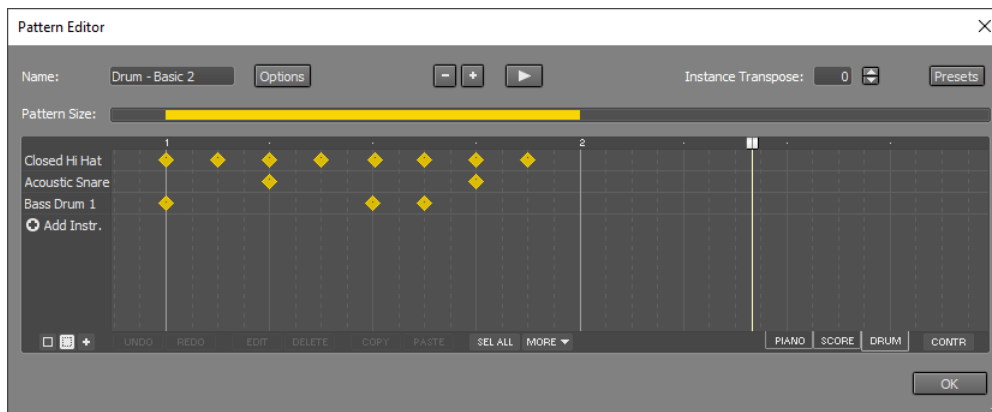 Pattern Editor
Name: Drum - Basic 2 Options - + Instance Transpose: 0 Presets
Pattern Size:
1 2
Closed Hi Hat
Acoustic Snare
Bass Drum 1
Add Instr.
UNDO REDO EDIT DELETE COPY PASTE SEL ALL MORE PIANO SCORE DRUM CONTR
OK